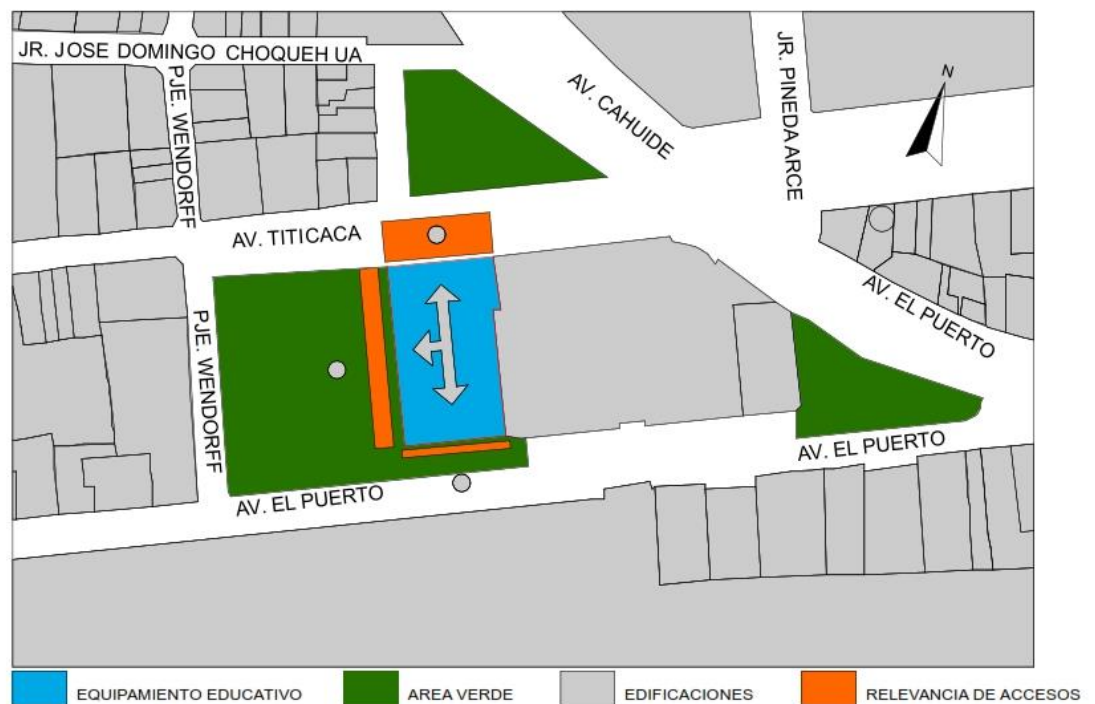 JR. JOSE DOMINGO CHOQUEH UA
PJE. WENDORFF
AV. CAHUIDE
JR. PINEDA ARCE
N
AV. TITICACA
AV. EL PUERTO
PJE. WENDORFF
AV. EL PUERTO
AV. EL PUERTO
EQUIPAMIENTO EDUCATIVO
AREA VERDE
EDIFICACIONES
RELEVANCIA DE ACCESOS